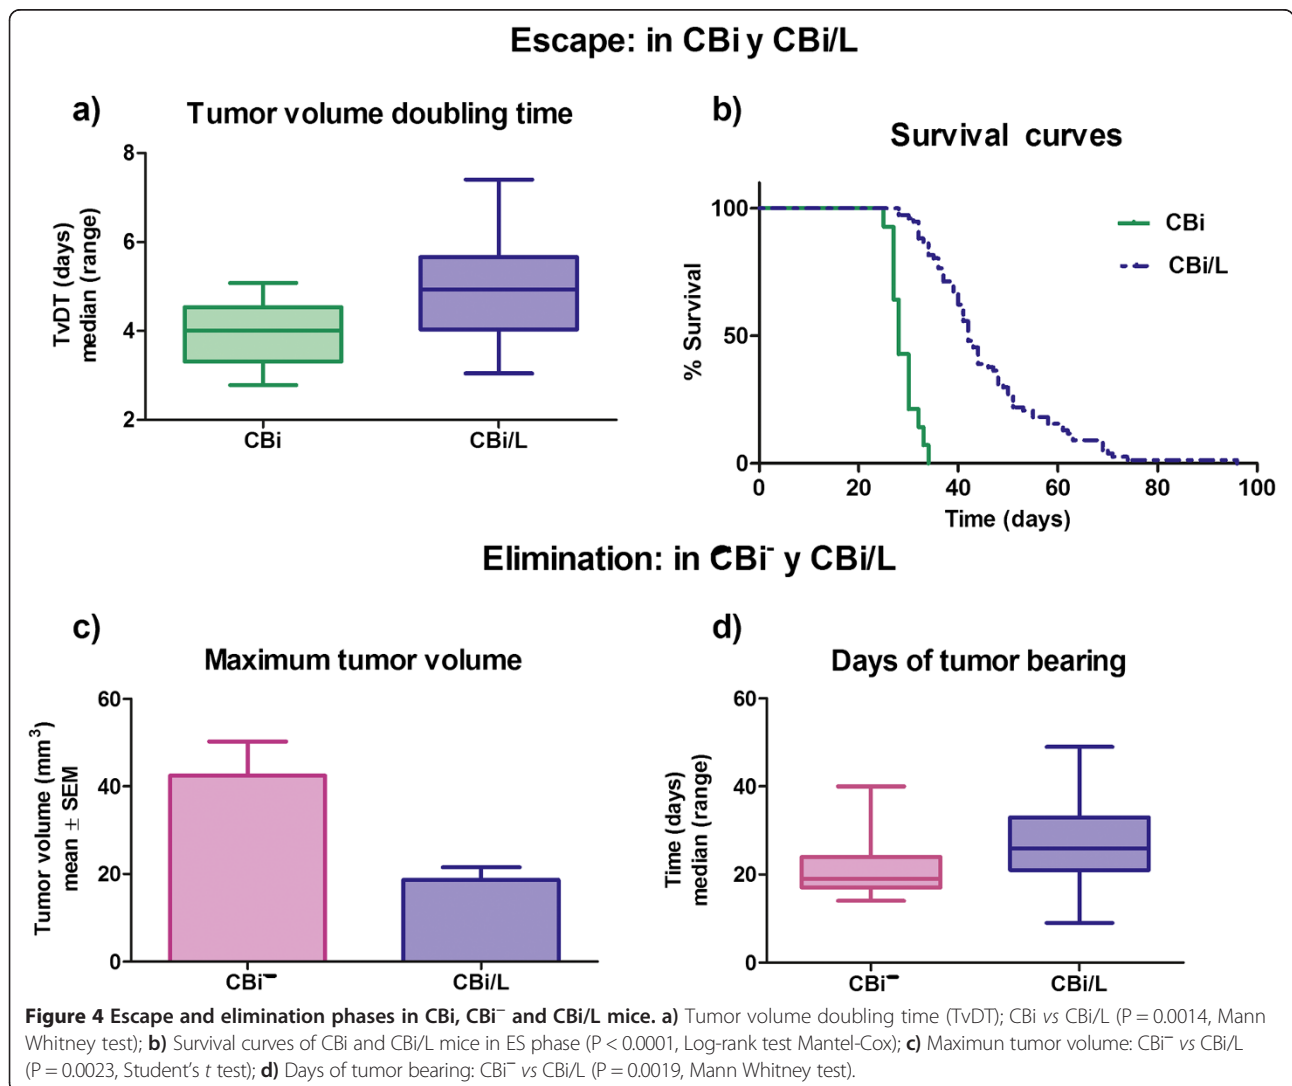 Escape: in CBi y CBi/L
a)
Tumor volume doubling time
TvDT (days)
median (range)
8
6
4
2
CBi
CBi/L
b)
Survival curves
% Survival
100
50
0
0
20
40
60
80
100
Time (days)
CBi
CBi/L
Elimination: in CBi⁻ y CBi/L
c)
Maximum tumor volume
Tumor volume (mm³)
mean ± SEM
60
40
20
0
CBi⁻
CBi/L
d)
Days of tumor bearing
Time (days)
median (range)
60
40
20
0
CBi⁻
CBi/L
Figure 4 Escape and elimination phases in CBi, CBi⁻ and CBi/L mice. a) Tumor volume doubling time (TvDT); CBi vs CBi/L (P = 0.0014, Mann
Whitney test); b) Survival curves of CBi and CBi/L mice in ES phase (P < 0.0001, Log-rank test Mantel-Cox); c) Maximun tumor volume: CBi⁻ vs CBi/L
(P = 0.0023, Student’s t test); d) Days of tumor bearing: CBi⁻ vs CBi/L (P = 0.0019, Mann Whitney test).